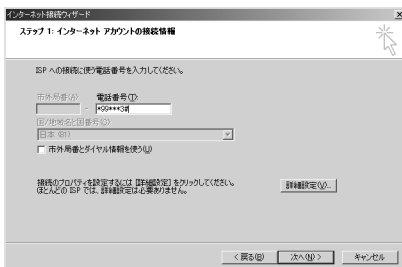 インターネット接続ウィザード
ステップ 1: インターネット アカウントの接続情報
ISP への接続に使う電話番号を入力してください。
市外局番(A) 電話番号(T):
- *99***3#
国/地域名と国番号(O):
日本 (81)
市外局番とダイヤル情報を使う(U)
接続のプロパティを設定するには [詳細設定] をクリックしてください。
ほとんどの ISP では、詳細設定は必要ありません。
詳細設定(V)...
< 戻る(B) 次へ(N) > キャンセル